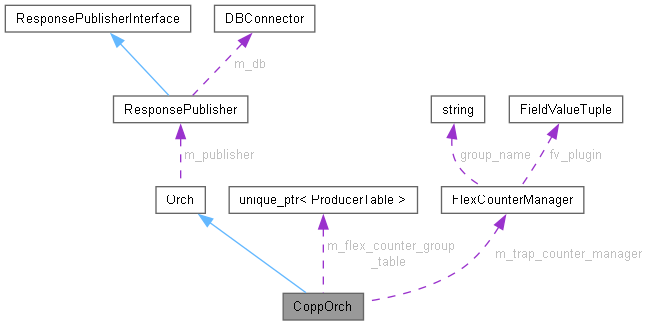 ResponsePublisherInterface
DBConnector
m_db
ResponsePublisher
string
FieldValueTuple
m_publisher
group_name
fv_plugin
Orch
unique_ptr< ProducerTable >
FlexCounterManager
m_flex_counter_group
_table
m_trap_counter_manager
CoppOrch